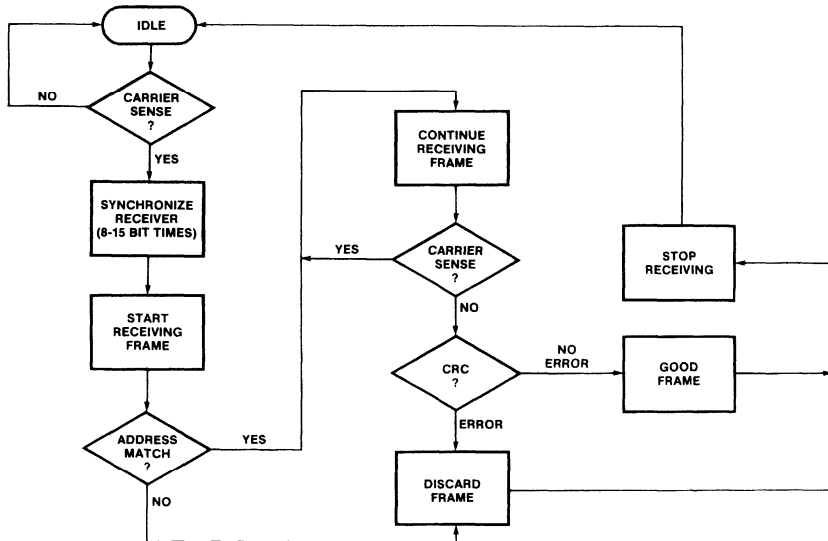 IDLE
NO
CARRIER
SENSE
?
YES
SYNCHRONIZE
RECEIVER
(8-15 BIT TIMES)
START
RECEIVING
FRAME
ADDRESS
MATCH
?
YES
NO
CONTINUE
RECEIVING
FRAME
YES
CARRIER
SENSE
?
NO
CRC
?
NO
ERROR
ERROR
DISCARD
FRAME
GOOD
FRAME
STOP
RECEIVING